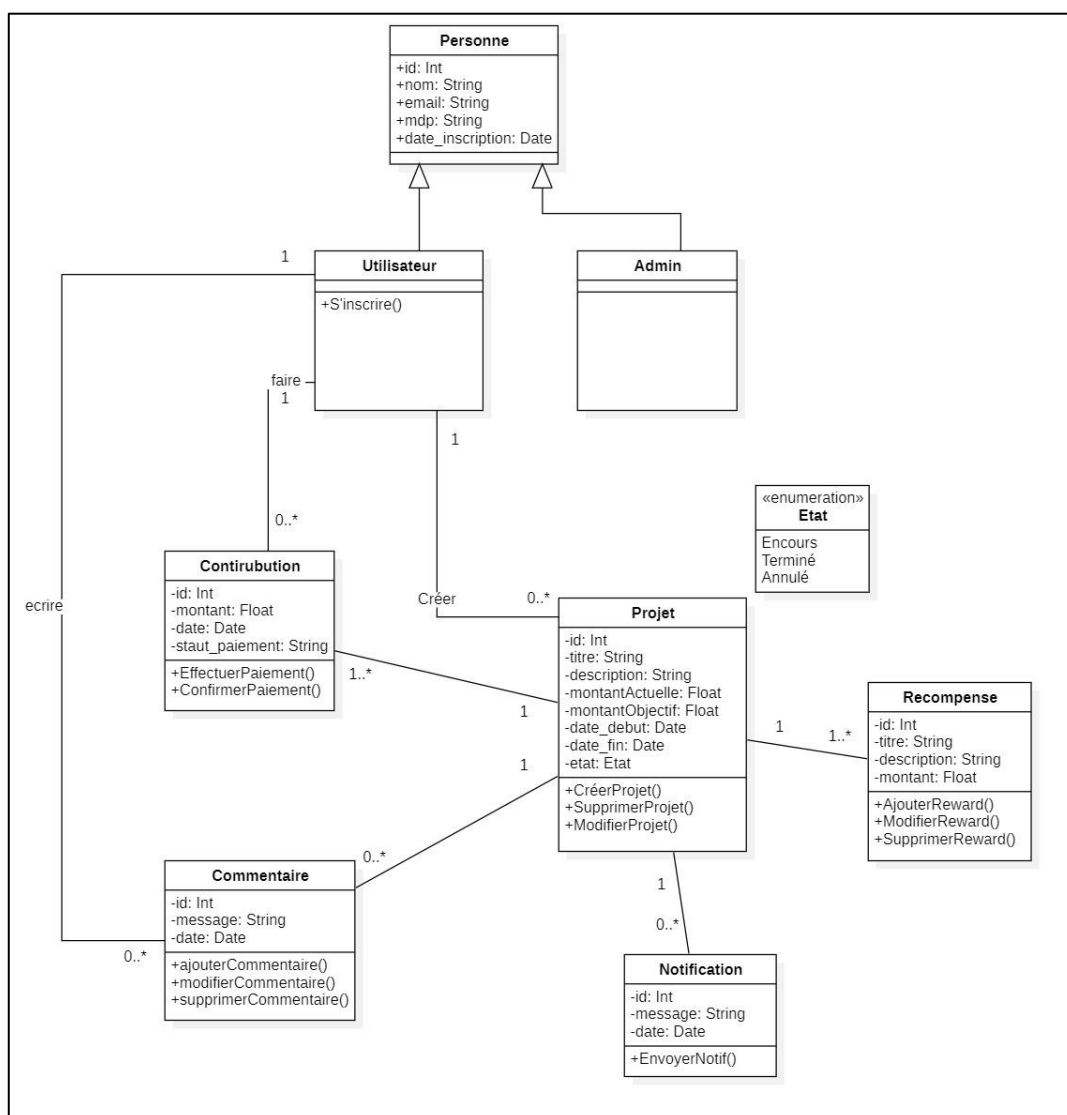 Personne
+id: Int
+nom: String
+email: String
+mdp: String
+date_inscription: Date
1
Utilisateur
+S'inscrire()
Admin
faire
1
1
0..*
«enumeration»
Etat
Encours
Terminé
Annulé
Contirubution
-id: Int
-montant: Float
-date: Date
-staut_paiement: String
+EffectuerPaiement()
+ConfirmerPaiement()
ecrire
Créer
0..*
Projet
-id: Int
-titre: String
-description: String
-montantActuelle: Float
-montantObjectif: Float
-date_debut: Date
-date_fin: Date
-etat: Etat
+CréerProjet()
+SupprimerProjet()
+ModifierProjet()
1..*
1
1
1..*
Recompense
-id: Int
-titre: String
-description: String
-montant: Float
+AjouterReward()
+ModifierReward()
+SupprimerReward()
1
0..*
Commentaire
-id: Int
-message: String
-date: Date
+ajouterCommentaire()
+modifierCommentaire()
+supprimerCommentaire()
0..*
1
0..*
Notification
-id: Int
-message: String
-date: Date
+EnvoyerNotif()